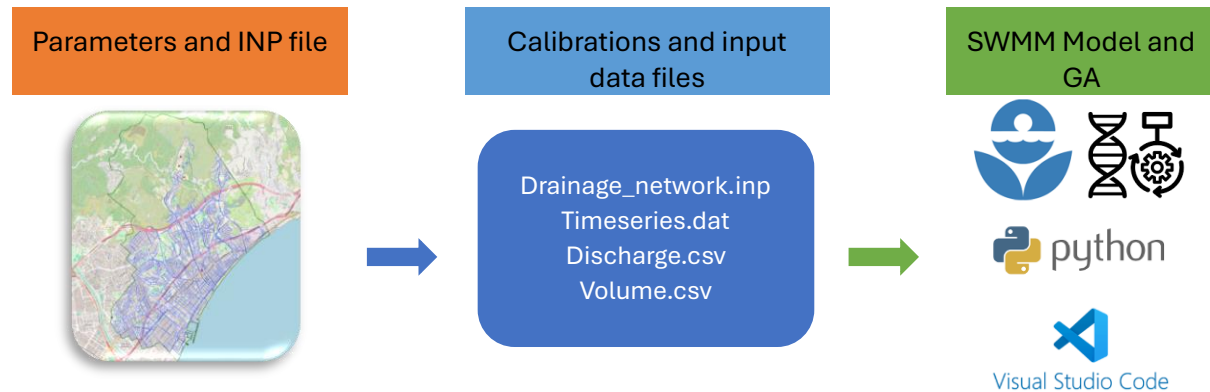 Parameters and INP file
Calibrations and input
data files
SWMM Model and
GA
Drainage_network.inp
Timeseries.dat
Discharge.csv
Volume.csv
python
Visual Studio Code